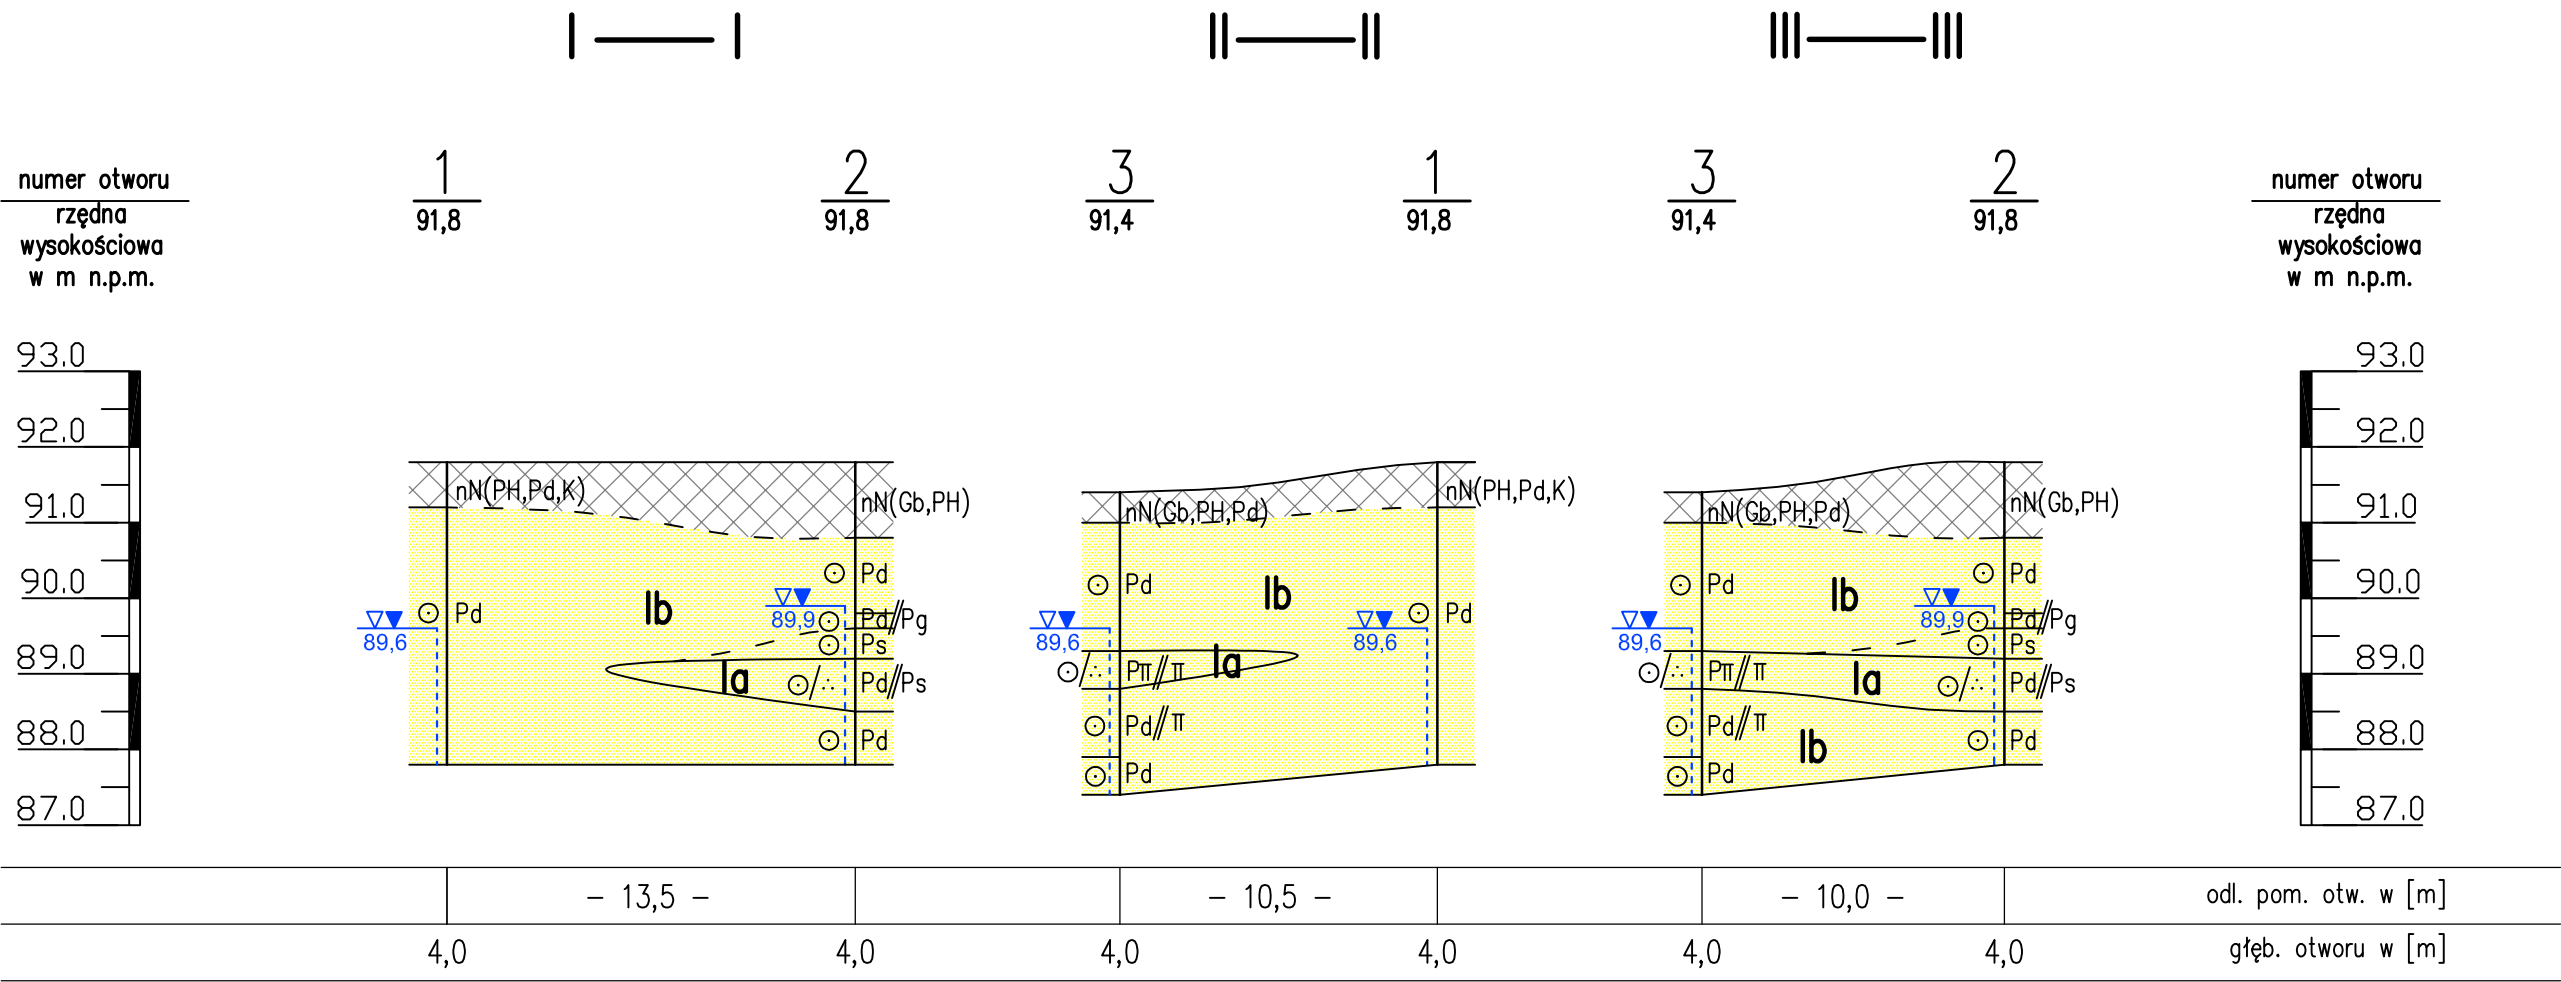 I — I II — II III — III
numer otworu 1 2 3 1 3 2 numer otworu
rzędna 91,8 91,8 91,4 91,8 91,4 91,8 rzędna
wysokościowa wysokościowa
w m n.p.m. w m n.p.m.
93.0 93.0
92.0 92.0
nN(PH,Pd,K) nN(Gb,PH) nN(Gb,PH,Pd) nN(PH,Pd,K) nN(Gb,PH,Pd) nN(Gb,PH)
91.0 91.0
Pd Pd Pd Pd
90.0 Ib Ib Ib 90.0
Pd 89,9 Pd//Pg Pd 89,9 Pd//Pg
89,6 Ps 89,6 89,6 89,6 Ps
89.0 Ia Pd//Ps Pπ//π Ia Pπ//π Ia Pd//Ps 89.0
88.0 Pd Pd//π Pd//π Ib Pd 88.0
Pd Pd
87.0 87.0
– 13,5 – – 10,5 – – 10,0 – odl. pom. otw. w [m]
4,0 4,0 4,0 4,0 4,0 4,0 głęb. otworu w [m]